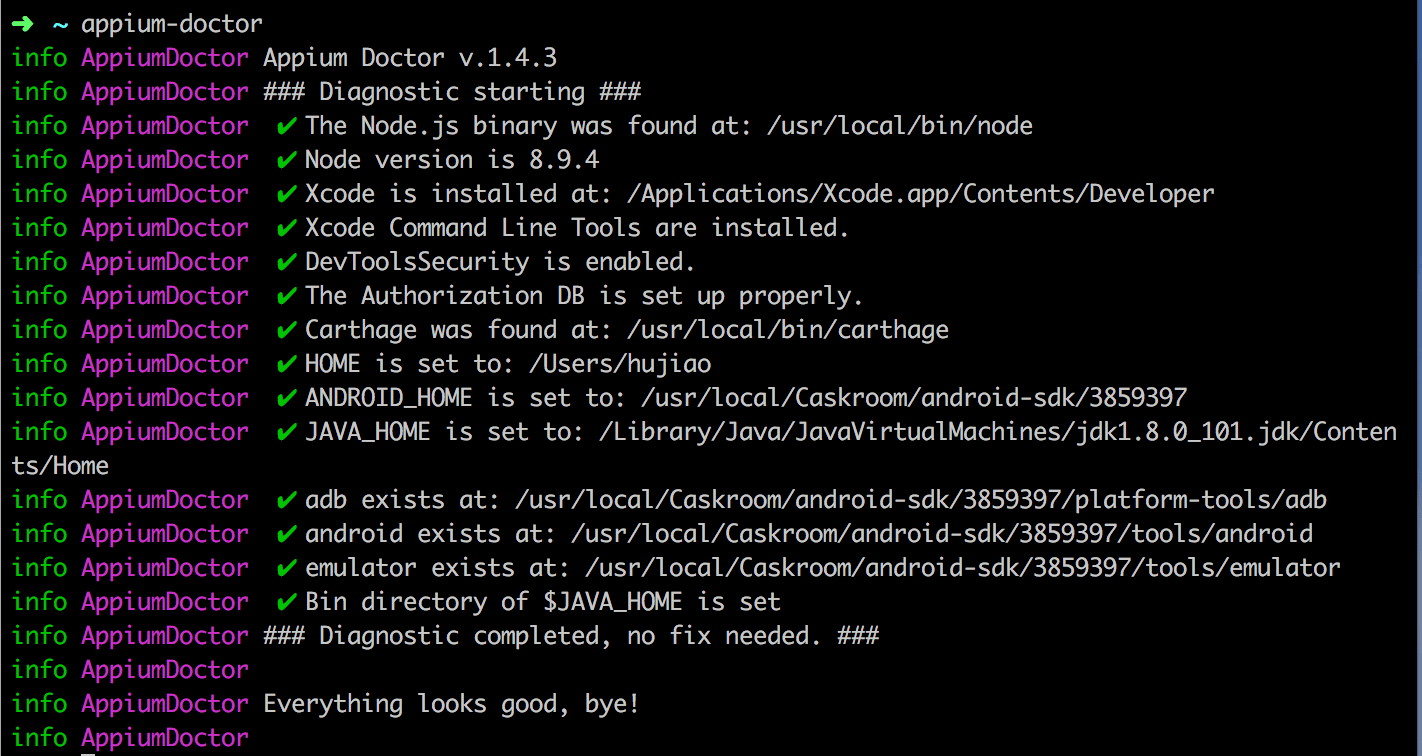 ➜ ~ appium-doctor
info AppiumDoctor Appium Doctor v.1.4.3
info AppiumDoctor ### Diagnostic starting ###
info AppiumDoctor ✔ The Node.js binary was found at: /usr/local/bin/node
info AppiumDoctor ✔ Node version is 8.9.4
info AppiumDoctor ✔ Xcode is installed at: /Applications/Xcode.app/Contents/Developer
info AppiumDoctor ✔ Xcode Command Line Tools are installed.
info AppiumDoctor ✔ DevToolsSecurity is enabled.
info AppiumDoctor ✔ The Authorization DB is set up properly.
info AppiumDoctor ✔ Carthage was found at: /usr/local/bin/carthage
info AppiumDoctor ✔ HOME is set to: /Users/hujiao
info AppiumDoctor ✔ ANDROID_HOME is set to: /usr/local/Caskroom/android-sdk/3859397
info AppiumDoctor ✔ JAVA_HOME is set to: /Library/Java/JavaVirtualMachines/jdk1.8.0_101.jdk/Conten
ts/Home
info AppiumDoctor ✔ adb exists at: /usr/local/Caskroom/android-sdk/3859397/platform-tools/adb
info AppiumDoctor ✔ android exists at: /usr/local/Caskroom/android-sdk/3859397/tools/android
info AppiumDoctor ✔ emulator exists at: /usr/local/Caskroom/android-sdk/3859397/tools/emulator
info AppiumDoctor ✔ Bin directory of $JAVA_HOME is set
info AppiumDoctor ### Diagnostic completed, no fix needed. ###
info AppiumDoctor
info AppiumDoctor Everything looks good, bye!
info AppiumDoctor